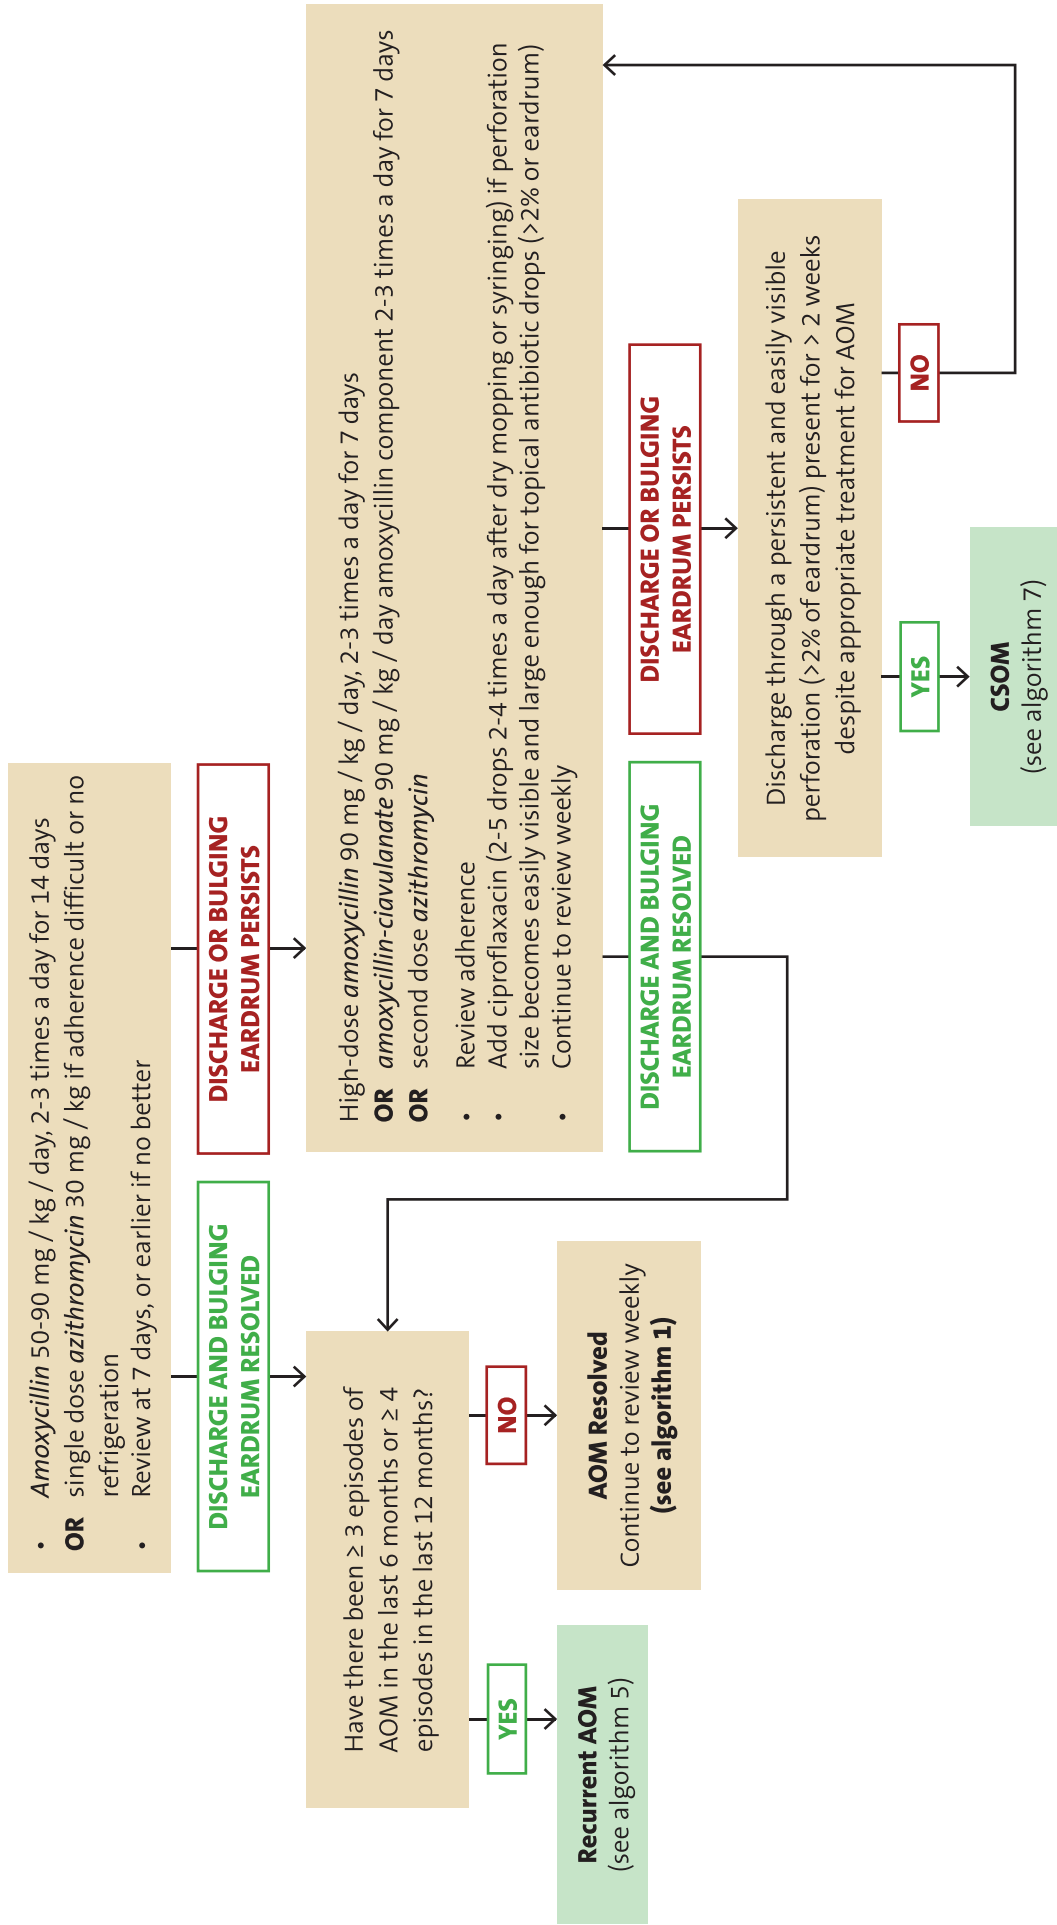 • Amoxycillin 50-90 mg / kg / day, 2-3 times a day for 14 days
OR single dose azithromycin 30 mg / kg if adherence difficult or no
refrigeration
• Review at 7 days, or earlier if no better
DISCHARGE AND BULGING
EARDRUM RESOLVED
DISCHARGE OR BULGING
EARDRUM PERSISTS
Have there been ≥ 3 episodes of
AOM in the last 6 months or ≥ 4
episodes in the last 12 months?
High-dose amoxycillin 90 mg / kg / day, 2-3 times a day for 7 days
OR amoxycillin-ciavulanate 90 mg / kg / day amoxycillin component 2-3 times a day for 7 days
OR second dose azithromycin
• Review adherence
• Add ciproflaxacin (2-5 drops 2-4 times a day after dry mopping or syringing) if perforation
size becomes easily visible and large enough for topical antibiotic drops (>2% or eardrum)
• Continue to review weekly
YES
NO
Recurrent AOM
(see algorithm 5)
AOM Resolved
Continue to review weekly
(see algorithm 1)
DISCHARGE AND BULGING
EARDRUM RESOLVED
DISCHARGE OR BULGING
EARDRUM PERSISTS
Discharge through a persistent and easily visible
perforation (>2% of eardrum) present for > 2 weeks
despite appropriate treatment for AOM
YES
NO
CSOM
(see algorithm 7)